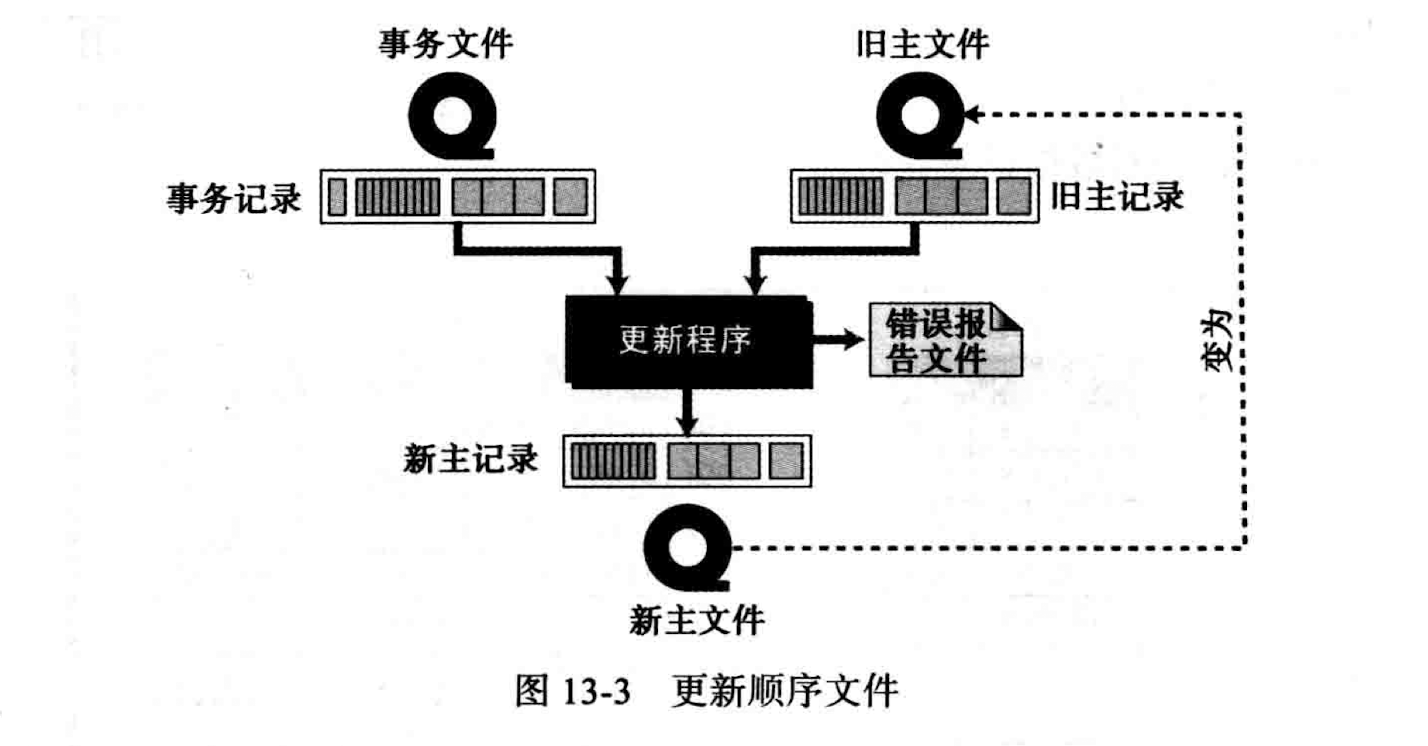 事务文件
旧主文件
事务记录
旧主记录
更新程序
错误报
告文件
变为
新主记录
新主文件
图 13-3 更新顺序文件